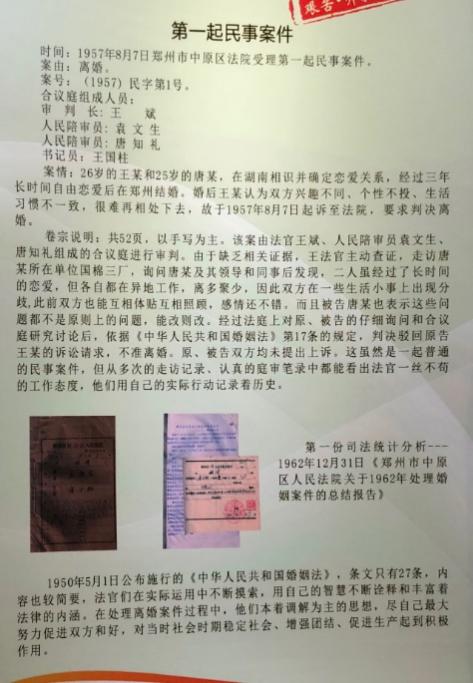 艰苦·
第一起民事案件
时间：1957年8月7日郑州市中原区法院受理第一起民事案件。
案由：离婚。
案号：（1957）民字第1号。
合议庭组成人员：
审 判 长：王 斌
人民陪审员：袁文生
人民陪审员：唐知礼
书记员：王国柱
案情：26岁的王某和25岁的唐某，在湖南相识并确定恋爱关系，经过三年
长时间自由恋爱后在郑州结婚。婚后王某认为双方兴趣不同、个性不投、生活
习惯不一致，很难再相处下去，故于1957年8月7日起诉至法院，要求判决离
婚。
卷宗说明：共52页，以手写为主。该案由法官王斌、人民陪审员袁文生、
唐知礼组成的合议庭进行审判。由于缺乏相关证据，王法官主动查证，走访唐
某所在单位国棉三厂，询问唐某及其领导和同事后发现，二人虽经过了长时间
的恋爱，但各自都在异地工作，离多聚少，因此双方在一些生活小事上出现分
歧，此前双方也能互相体贴互相照顾，感情还不错。而且被告唐某也表示这些问
题都不是原则上的问题，能改则改。经过法庭上对原、被告的仔细询问和合议
庭研究讨论后，依据《中华人民共和国婚姻法》第17条的规定，判决驳回原告
王某的诉讼请求，不准离婚。原、被告双方均未提出上诉。这虽然是一起普通
的民事案件，但从多次的走访记录、认真的庭审笔录中都能看出法官一丝不苟
的工作态度，他们用自己的实际行动记录着历史。
第一份司法统计分析---
1962年12月31日《郑州市中原
区人民法院关于1962年处理婚
姻案件的总结报告》
1950年5月1日公布施行的《中华人民共和国婚姻法》，条文只有27条，内
容也较简要，法官们在实际运用中不断摸索，用自己的智慧不断诠释和丰富着
法律的内涵。在处理离婚案件过程中，他们本着调解为主的思想，尽自己最大
努力促进双方和好，对当时社会时期稳定社会、增强团结、促进生产起到积极
作用。